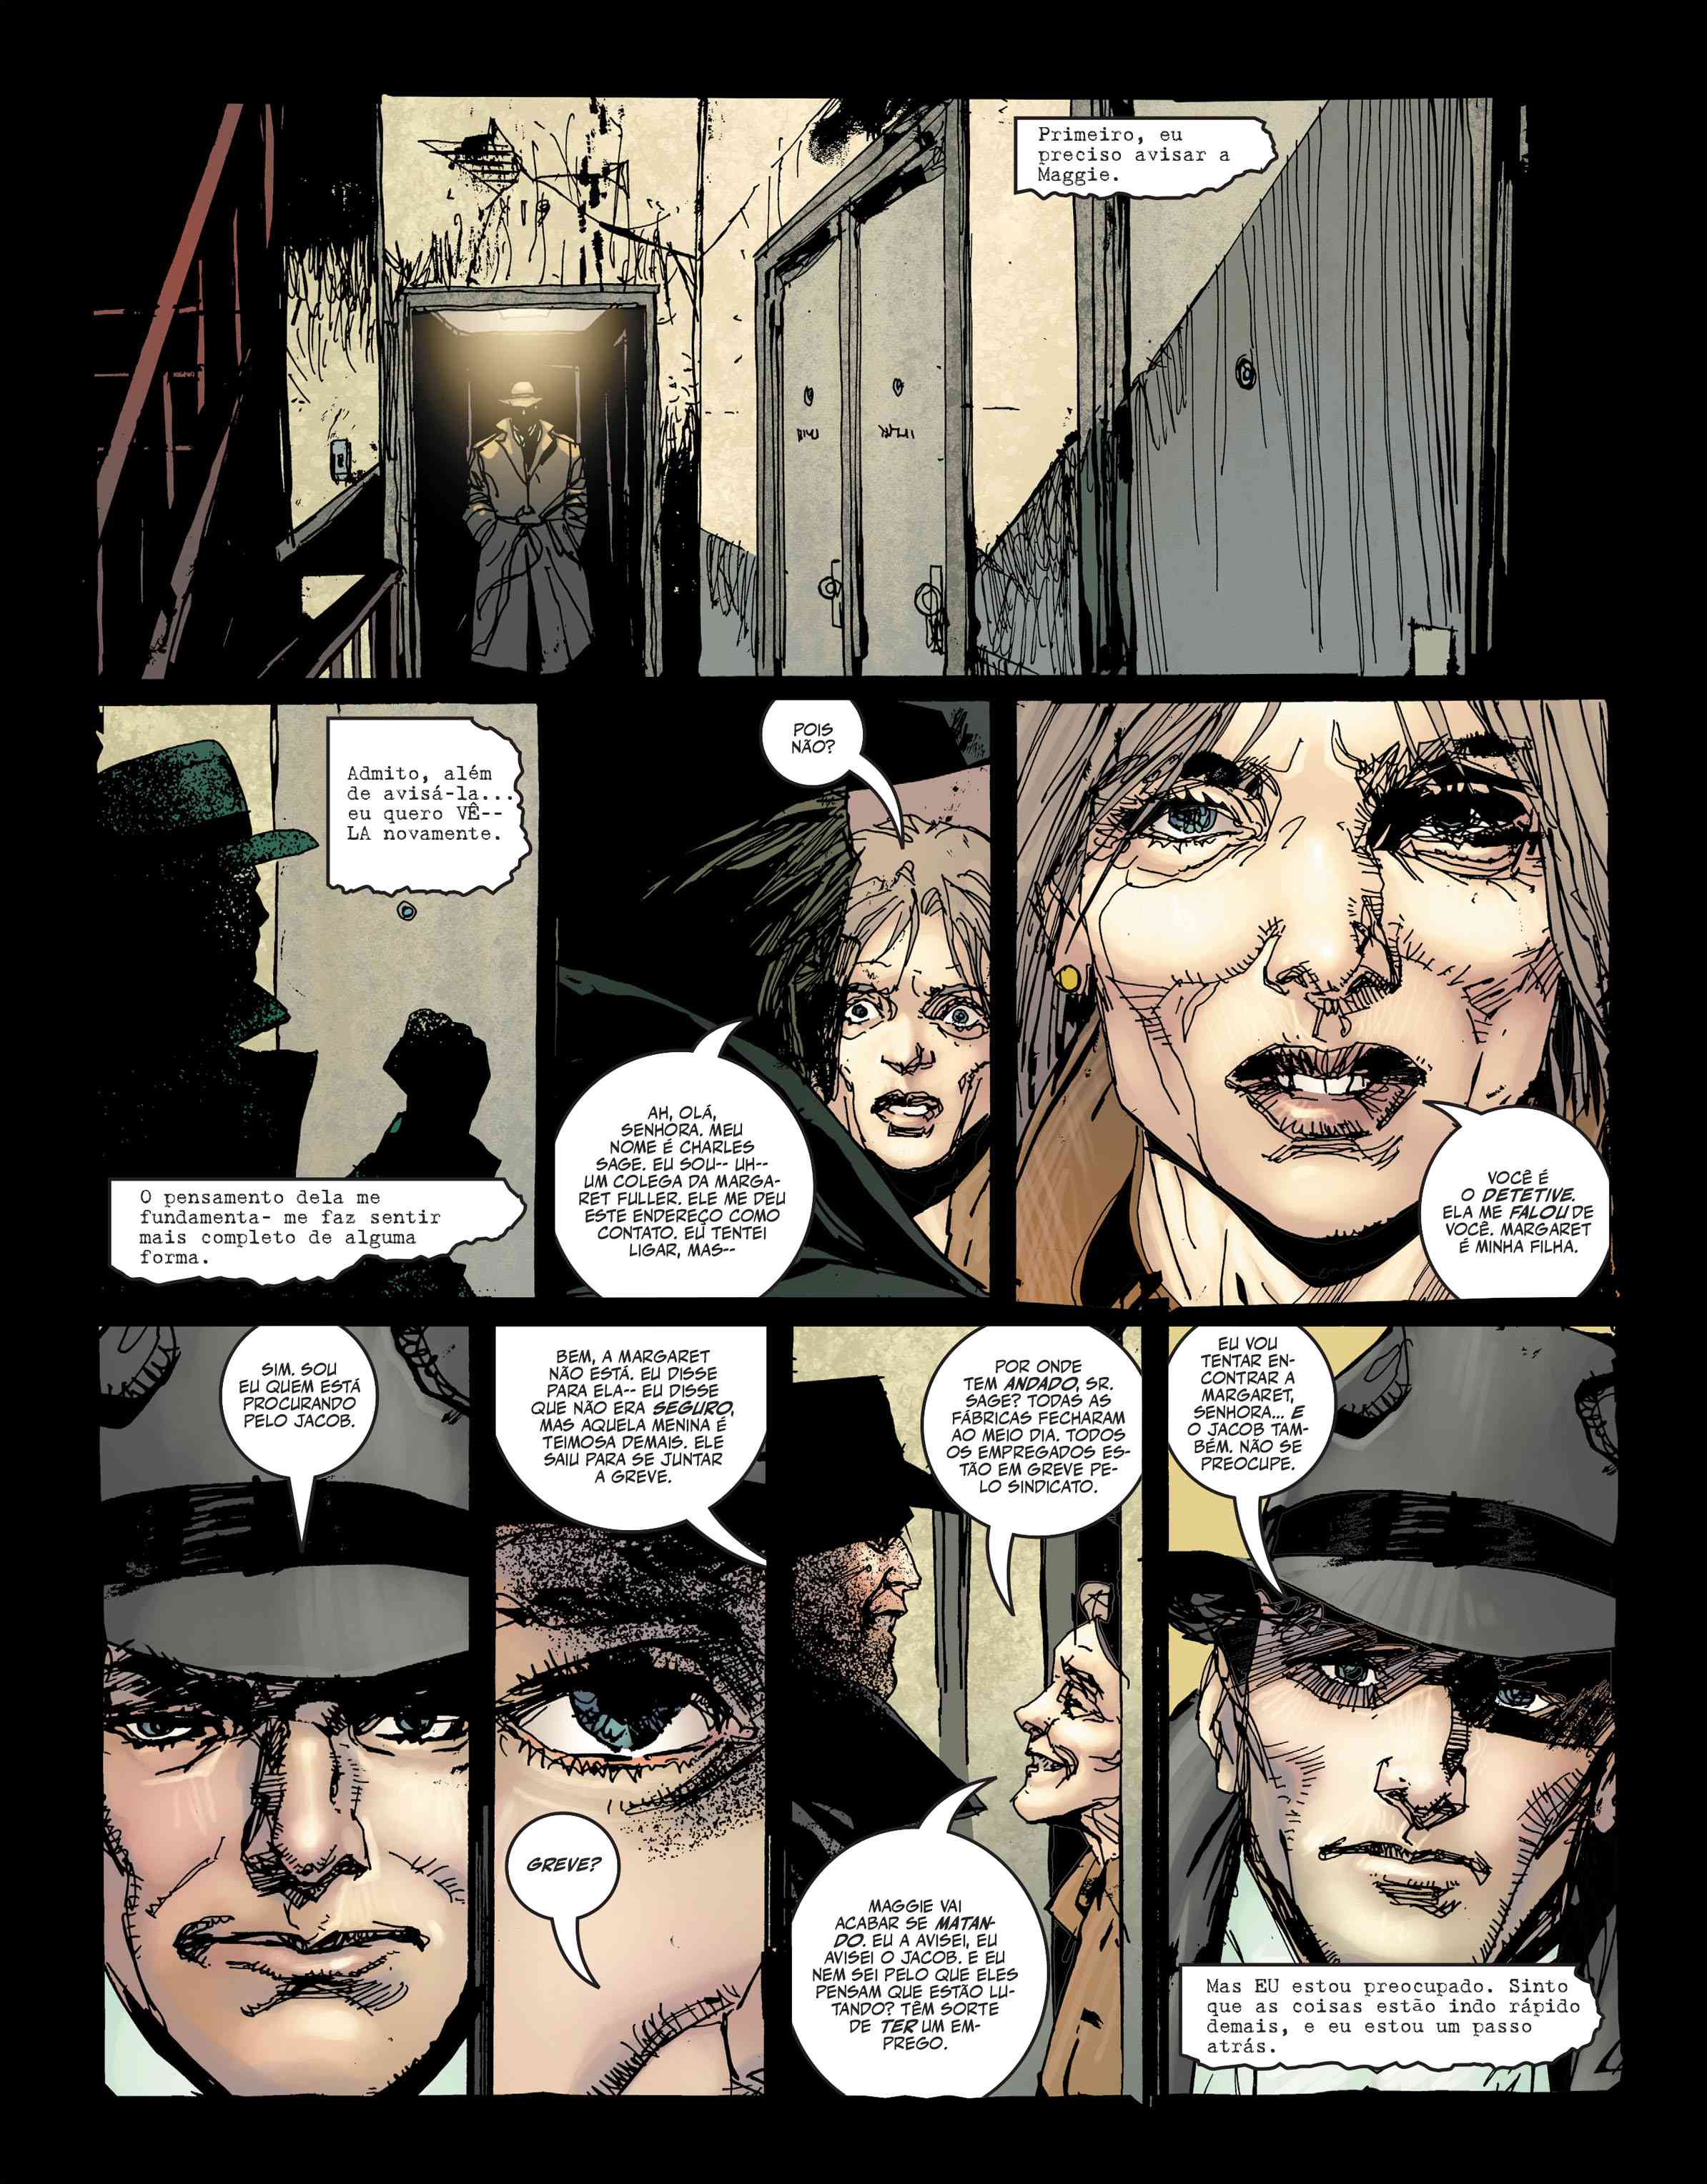 Primeiro, eu
preciso avisar a
Maggie.
Admito, além
de avisá-la...
eu quero VÊ--
LA novamente.
O pensamento dela me
fundamenta- me faz sentir
mais completo de alguma
forma.
POIS
NÃO?
AH, OLÁ,
SENHORA. MEU
NOME É CHARLES
SAGE. EU SOU-- UH--
UM COLEGA DA MARGA-
RET FULLER. ELE ME DEU
ESTE ENDEREÇO COMO
CONTATO. EU TENTEI
LIGAR, MAS--
VOCÊ É
O DETETIVE.
ELA ME FALOU DE
VOCÊ. MARGARET
É MINHA FILHA.
SIM. SOU
EU QUEM ESTÁ
PROCURANDO
PELO JACOB.
BEM, A MARGARET
NÃO ESTÁ. EU DISSE
PARA ELA-- EU DISSE
QUE NÃO ERA SEGURO,
MAS AQUELA MENINA É
TEIMOSA DEMAIS. ELE
SAIU PARA SE JUNTAR
A GREVE.
GREVE?
POR ONDE
TEM ANDADO, SR.
SAGE? TODAS AS
FÁBRICAS FECHARAM
AO MEIO DIA. TODOS
OS EMPREGADOS ES-
TÃO EM GREVE PE-
LO SINDICATO.
MAGGIE VAI
ACABAR SE MATAN-
DO. EU A AVISEI, EU
AVISEI O JACOB. E EU
NEM SEI PELO QUE ELES
PENSAM QUE ESTÃO LU-
TANDO? TÊM SORTE
DE TER UM EM-
PREGO.
EU VOU
TENTAR EN-
CONTRAR A
MARGARET,
SENHORA... E
O JACOB TAM-
BÉM. NÃO SE
PREOCUPE.
Mas EU estou preocupado. Sinto
que as coisas estão indo rápido
demais, e eu estou um passo
atrás.